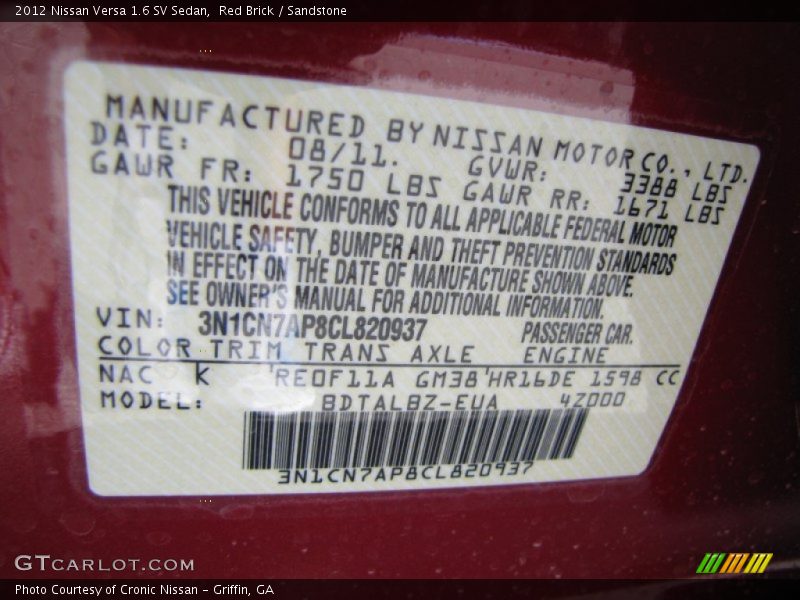 2012 Nissan Versa 1.6 SV Sedan,  Red Brick / Sandstone
MANUFACTURED BY NISSAN MOTOR CO., LTD.
DATE: 08/11. GVWR: 3388 LBS
GAWR FR: 1750 LBS GAWR RR: 1671 LBS
THIS VEHICLE CONFORMS TO ALL APPLICABLE FEDERAL MOTOR
VEHICLE SAFETY, BUMPER AND THEFT PREVENTION STANDARDS
IN EFFECT ON THE DATE OF MANUFACTURE SHOWN ABOVE.
SEE OWNER'S MANUAL FOR ADDITIONAL INFORMATION.
VIN: 3N1CN7AP8CL820937 PASSENGER CAR.
COLOR TRIM TRANS AXLE ENGINE
NAC K 'RE0F11A GM38'HR16DE 1598 CC
MODEL: BDTALBZ-EUA 4Z000
3N1CN7AP8CL820937
GTCARLOT.COM
Photo Courtesy of Cronic Nissan - Griffin, GA